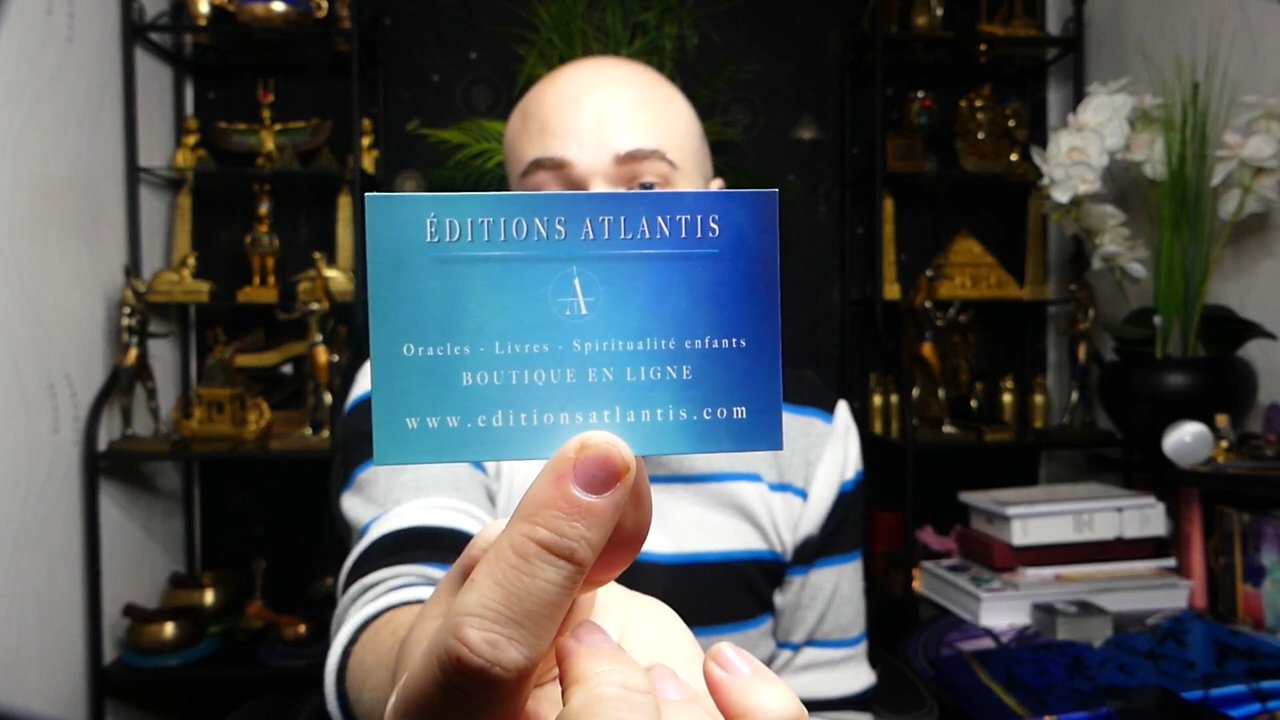 ÉDITIONS ATLANTIS
A
Oracles - Livres - Spiritualité enfants
BOUTIQUE EN LIGNE
www.editionsatlantis.com